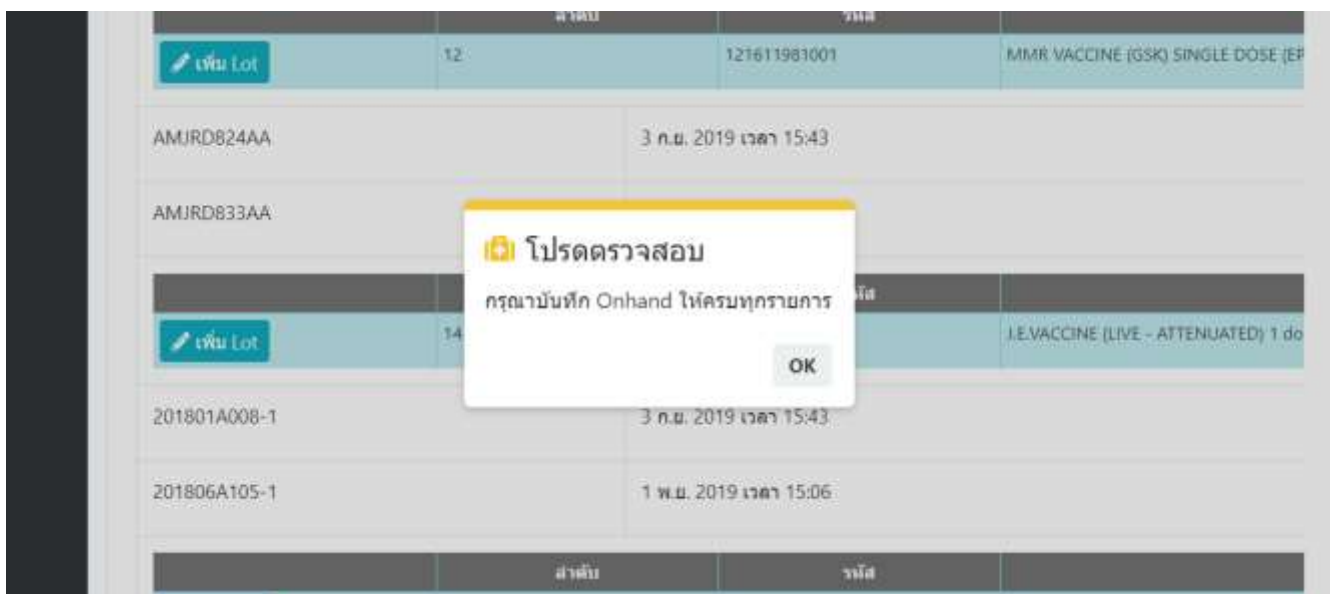 ลำดับ รหัส
เพิ่ม Lot 12 121611981001 MMR VACCINE (GSK) SINGLE DOSE (EP
AMJRD824AA 3 ก.ย. 2019 เวลา 15:43
AMJRD833AA
โปรดตรวจสอบ
กรุณาบันทึก Onhand ให้ครบทุกรายการ
OK
เพิ่ม Lot 14 J.E.VACCINE (LIVE - ATTENUATED) 1 do
201801A008-1 3 ก.ย. 2019 เวลา 15:43
201806A105-1 1 พ.ย. 2019 เวลา 15:06
ลำดับ รหัส